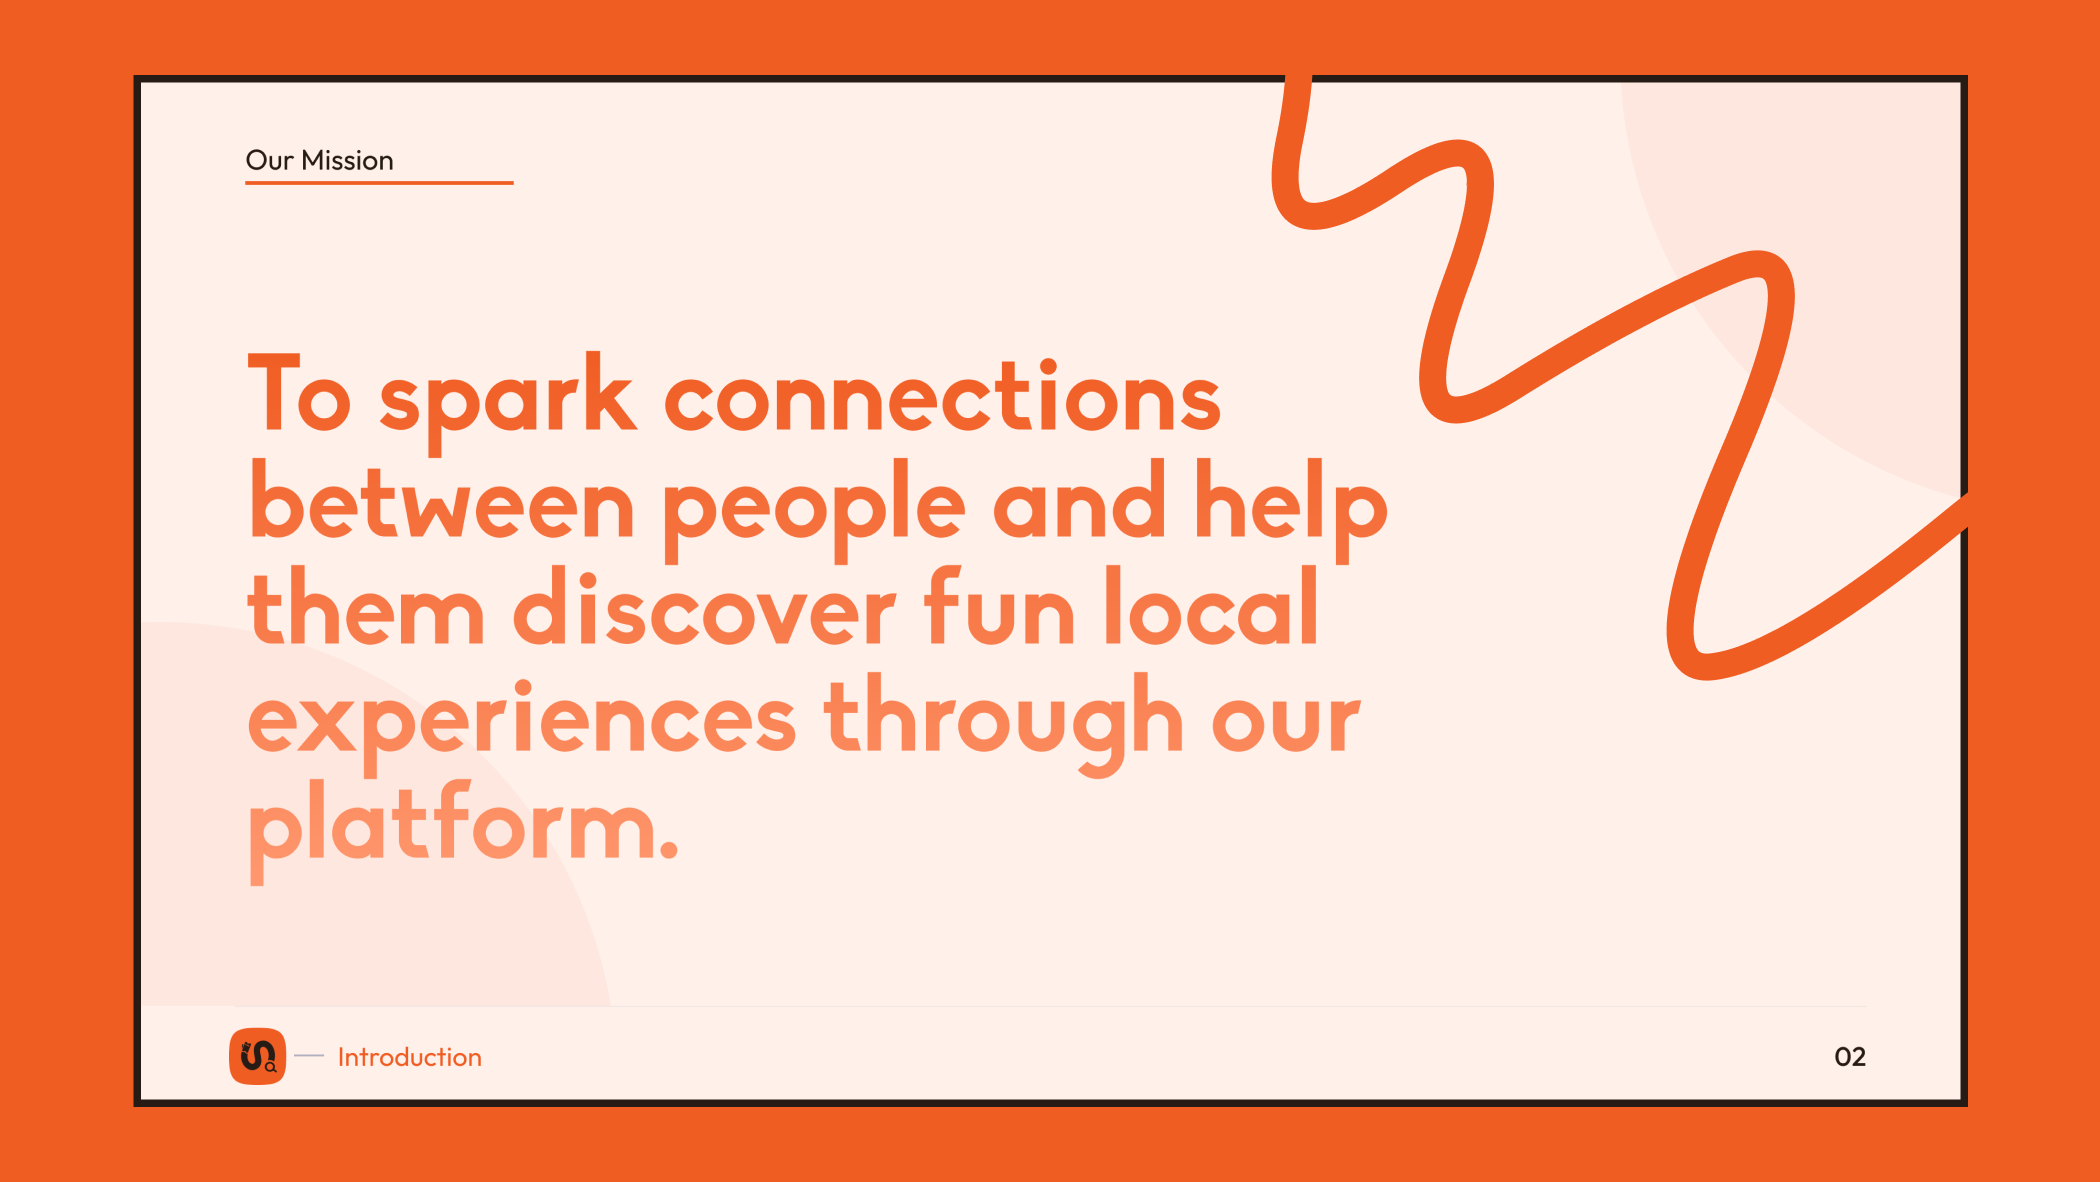 Our Mission
To spark connections
between people and help
them discover fun local
experiences through our
platform.
Introduction
02